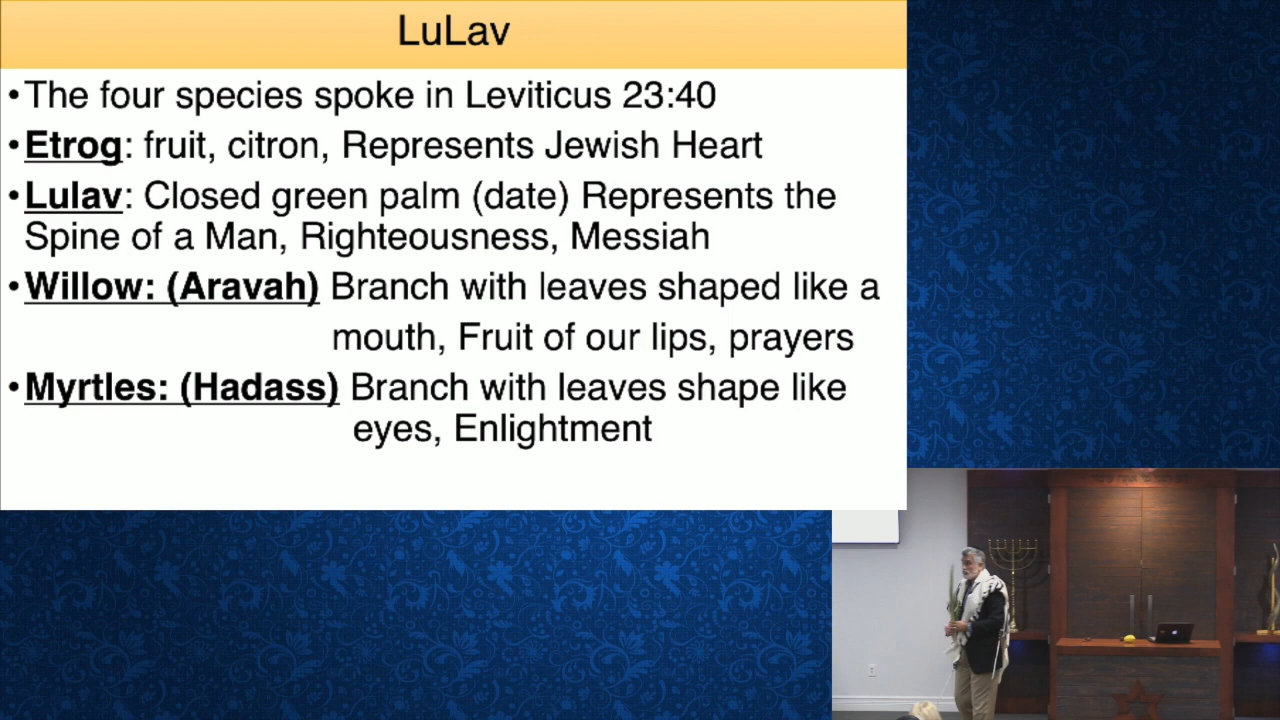 LuLav
•The four species spoke in Leviticus 23:40
•Etrog: fruit, citron, Represents Jewish Heart
•Lulav: Closed green palm (date) Represents the
Spine of a Man, Righteousness, Messiah
•Willow: (Aravah) Branch with leaves shaped like a
mouth, Fruit of our lips, prayers
•Myrtles: (Hadass) Branch with leaves shape like
eyes, Enlightment